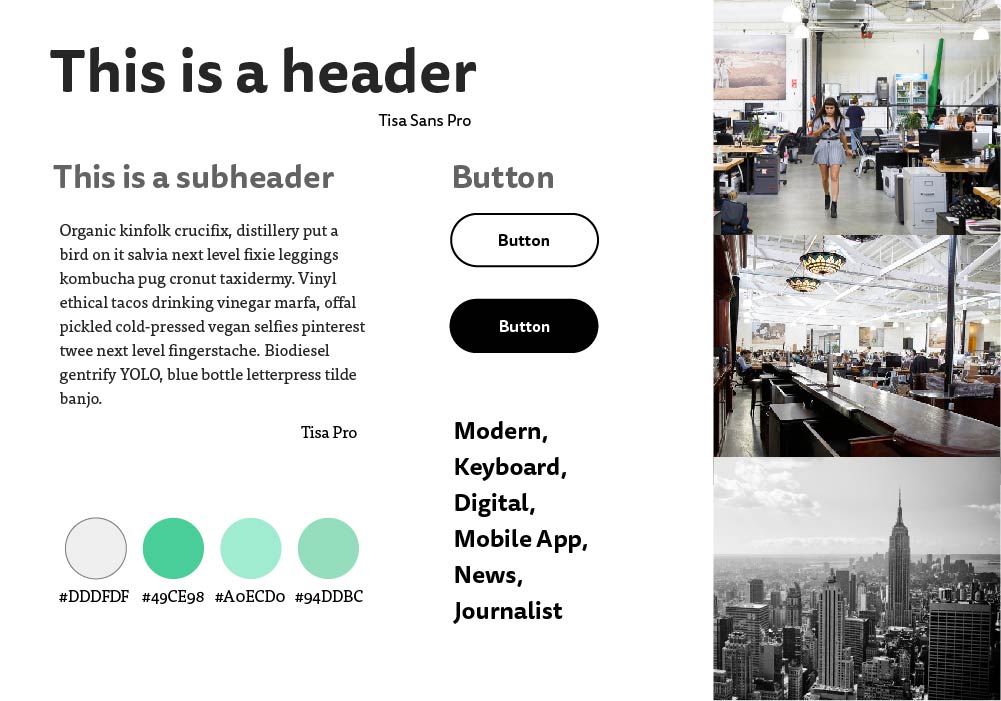 This is a header
Tisa Sans Pro
This is a subheader
Organic kinfolk crucifix, distillery put a
bird on it salvia next level fixie leggings
kombucha pug cronut taxidermy. Vinyl
ethical tacos drinking vinegar marfa, offal
pickled cold-pressed vegan selfies pinterest
twee next level fingerstache. Biodiesel
gentrify YOLO, blue bottle letterpress tilde
banjo.
Tisa Pro
#DDDFDF #49CE98 #A0ECD0 #94DDBC
Button
Button
Button
Modern,
Keyboard,
Digital,
Mobile App,
News,
Journalist